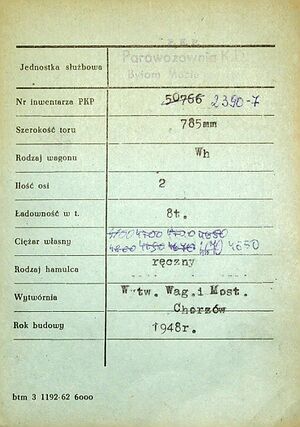 P.K.P.
Parowozownia K.D.
Jednostka służbowa Bytom
Nr inwentarza PKP 50766 2390-7
Szerokość toru 785mm
Rodzaj wagonu Wh
Ilość osi 2
Ładowność w t. 8t.
4700
Ciężar własny 4650
Rodzaj hamulca ręczny
Wytwórnia Wytw. Wag.i Most.
Chorzów
Rok budowy 1948r.
btm 3 1192-62 6000